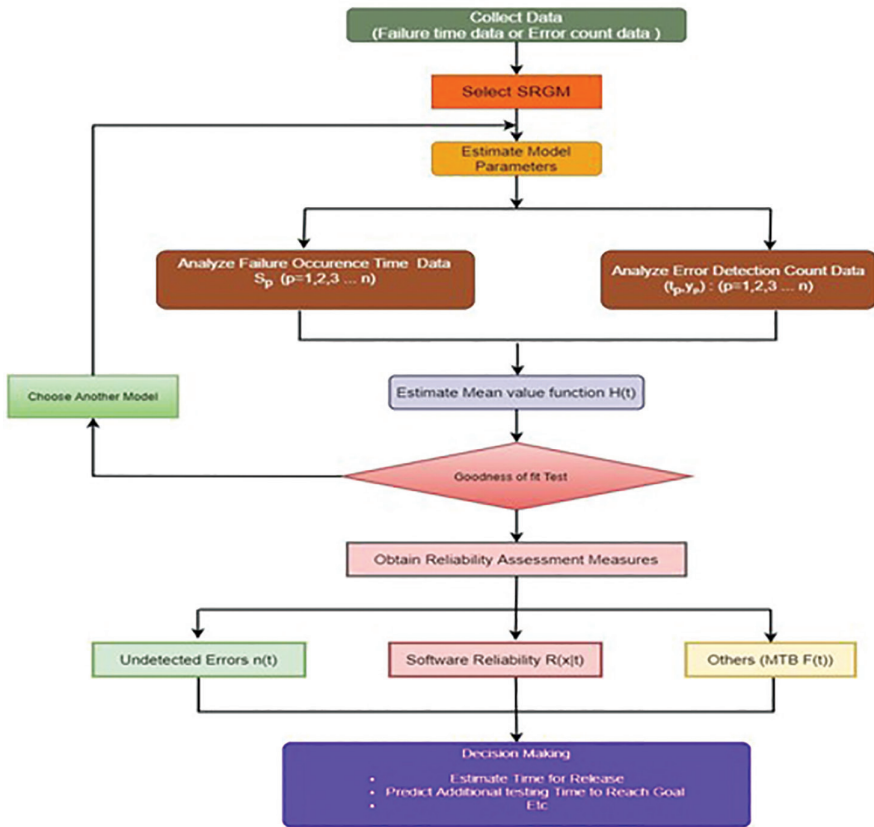 Collect Data
(Failure time data or Error count data )
Select SRGM
Estimate Model
Parameters
Analyze Failure Occurence Time Data
Sp (p=1,2,3 ... n)
Analyze Error Detection Count Data
(tp,yp) : (p=1,2,3 ... n)
Choose Another Model
Estimate Mean value function H(t)
Goodness of fit Test
Obtain Reliability Assessment Measures
Undetected Errors n(t)
Software Reliability R(x|t)
Others (MTB F(t))
Decision Making
• Estimate Time for Release
• Predict Additional testing Time to Reach Goal
• Etc